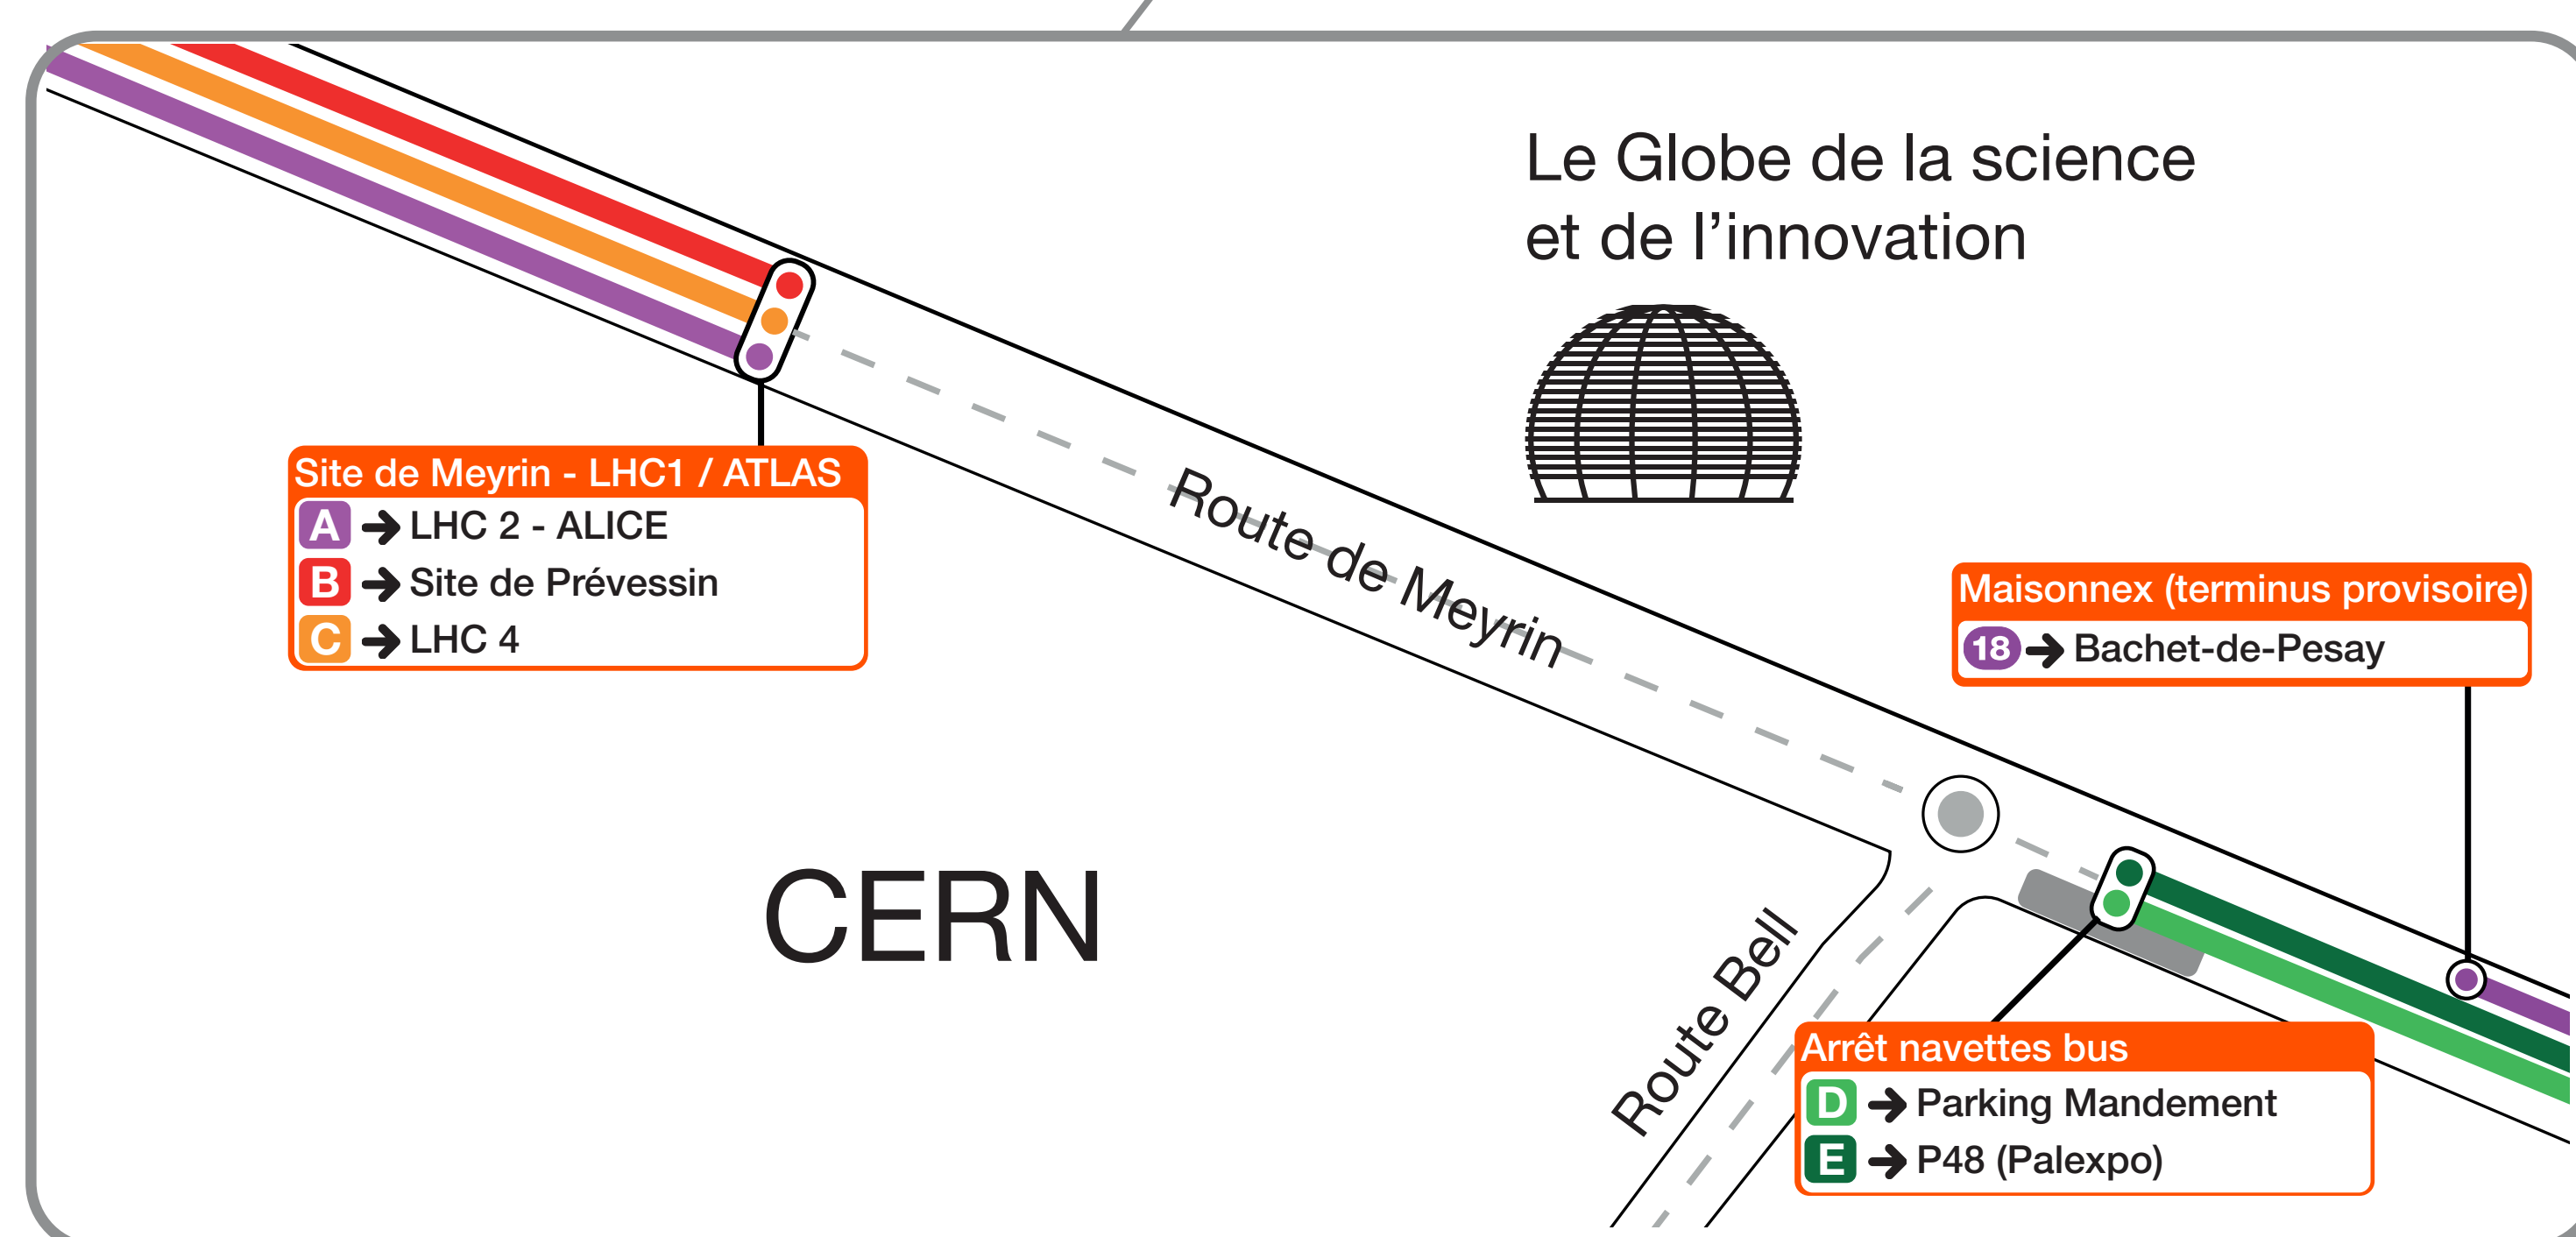 Le Globe de la science
et de l'innovation
Route de Meyrin
Site de Meyrin - LHC1 / ATLAS
A → LHC 2 - ALICE
B → Site de Prévessin
C → LHC 4
Maisonnex (terminus provisoire)
18 → Bachet-de-Pesay
CERN
Route Bell
Arrêt navettes bus
D → Parking Mandement
E → P48 (Palexpo)